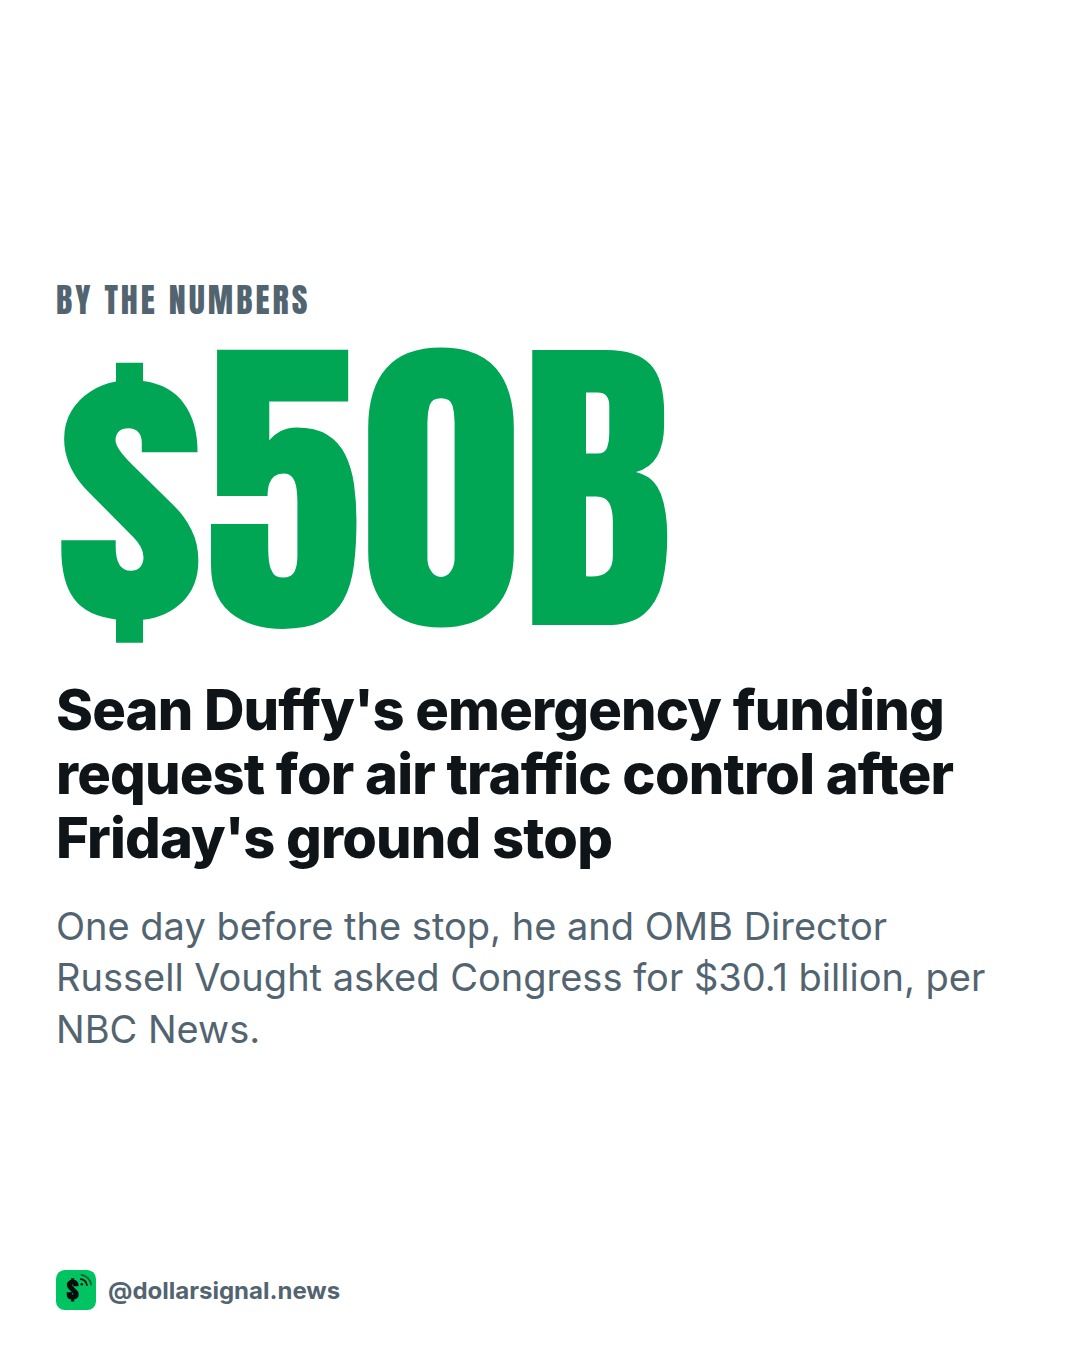 BY THE NUMBERS
$50B
Sean Duffy's emergency funding
request for air traffic control after
Friday's ground stop
One day before the stop, he and OMB Director
Russell Vought asked Congress for $30.1 billion, per
NBC News.
$
@dollarsignal.news